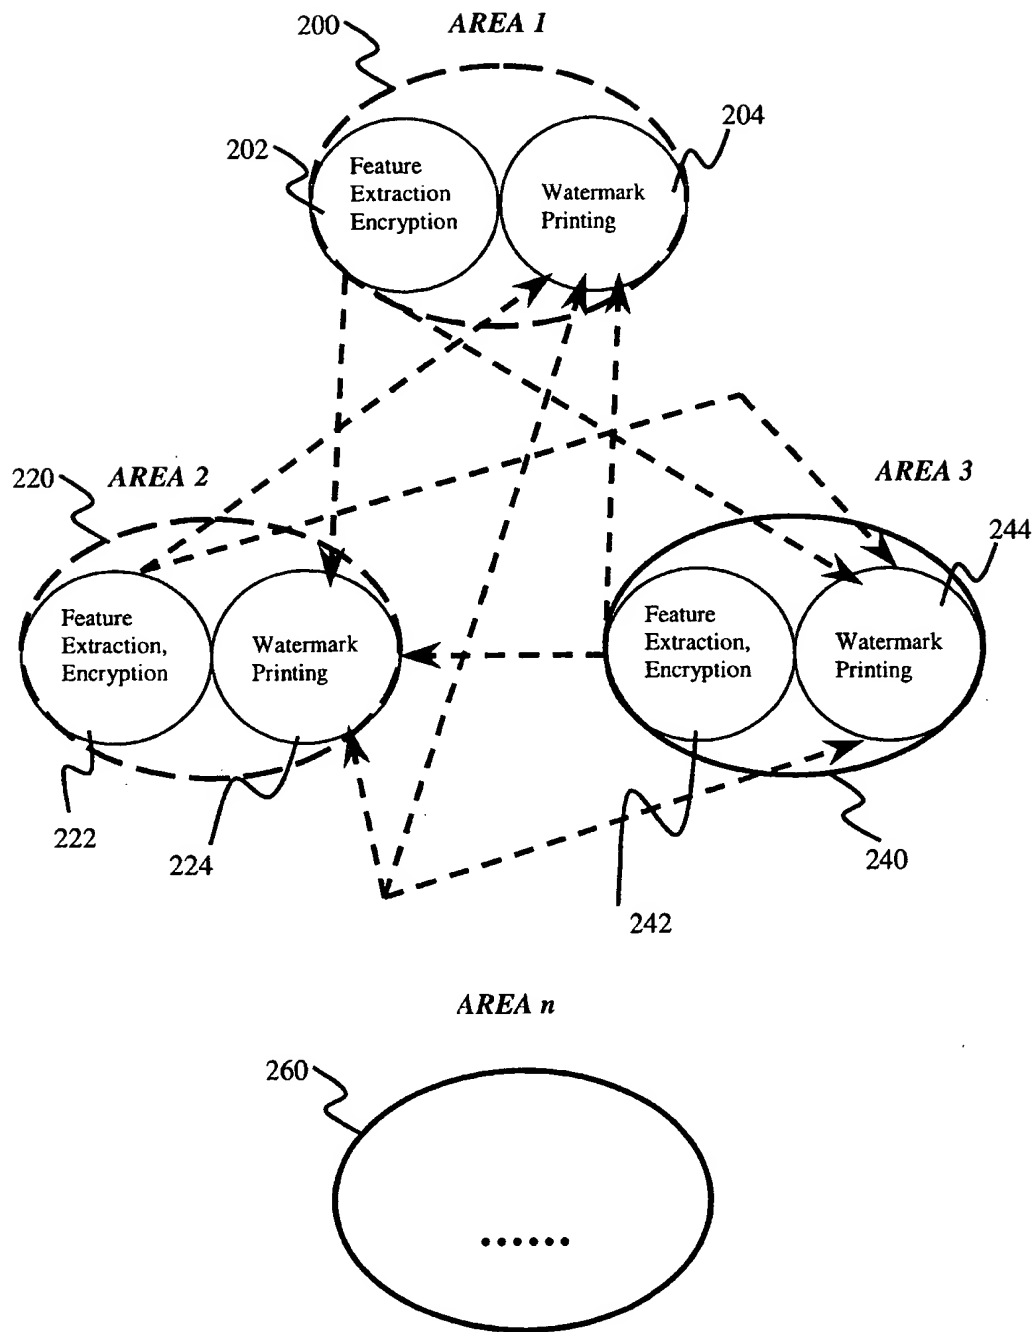 AREA 1
200
204
202
Feature
Extraction
Encryption
Watermark
Printing
AREA 2
220
AREA 3
244
Feature
Extraction,
Encryption
Watermark
Printing
Feature
Extraction,
Encryption
Watermark
Printing
222
224
240
242
AREA n
260
......